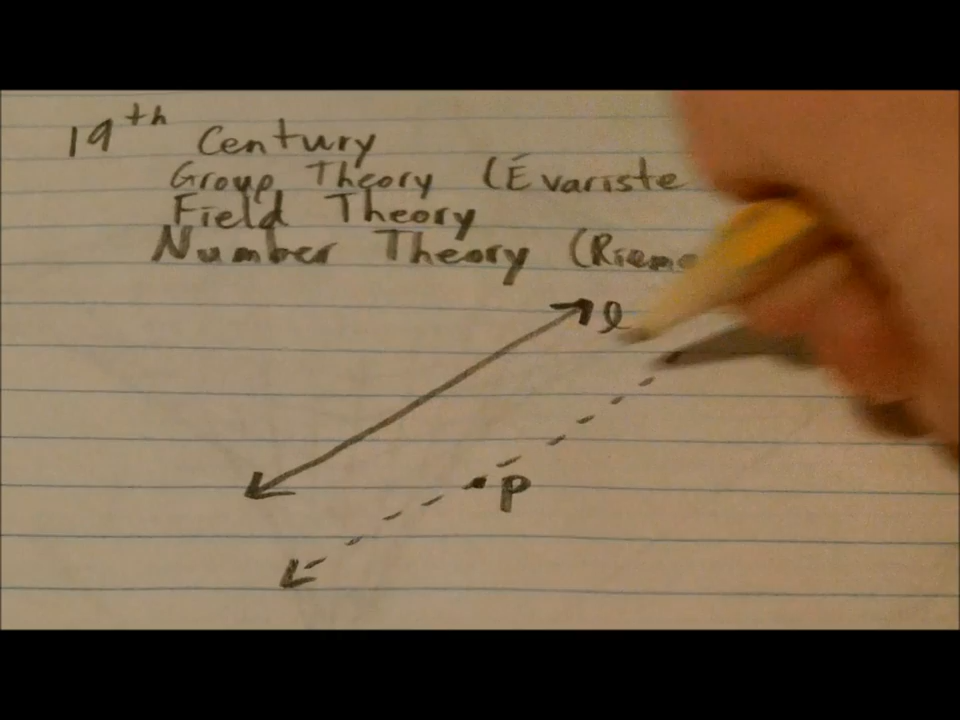 19th Century
Group Theory (Évariste
Field Theory
Number Theory
l
P